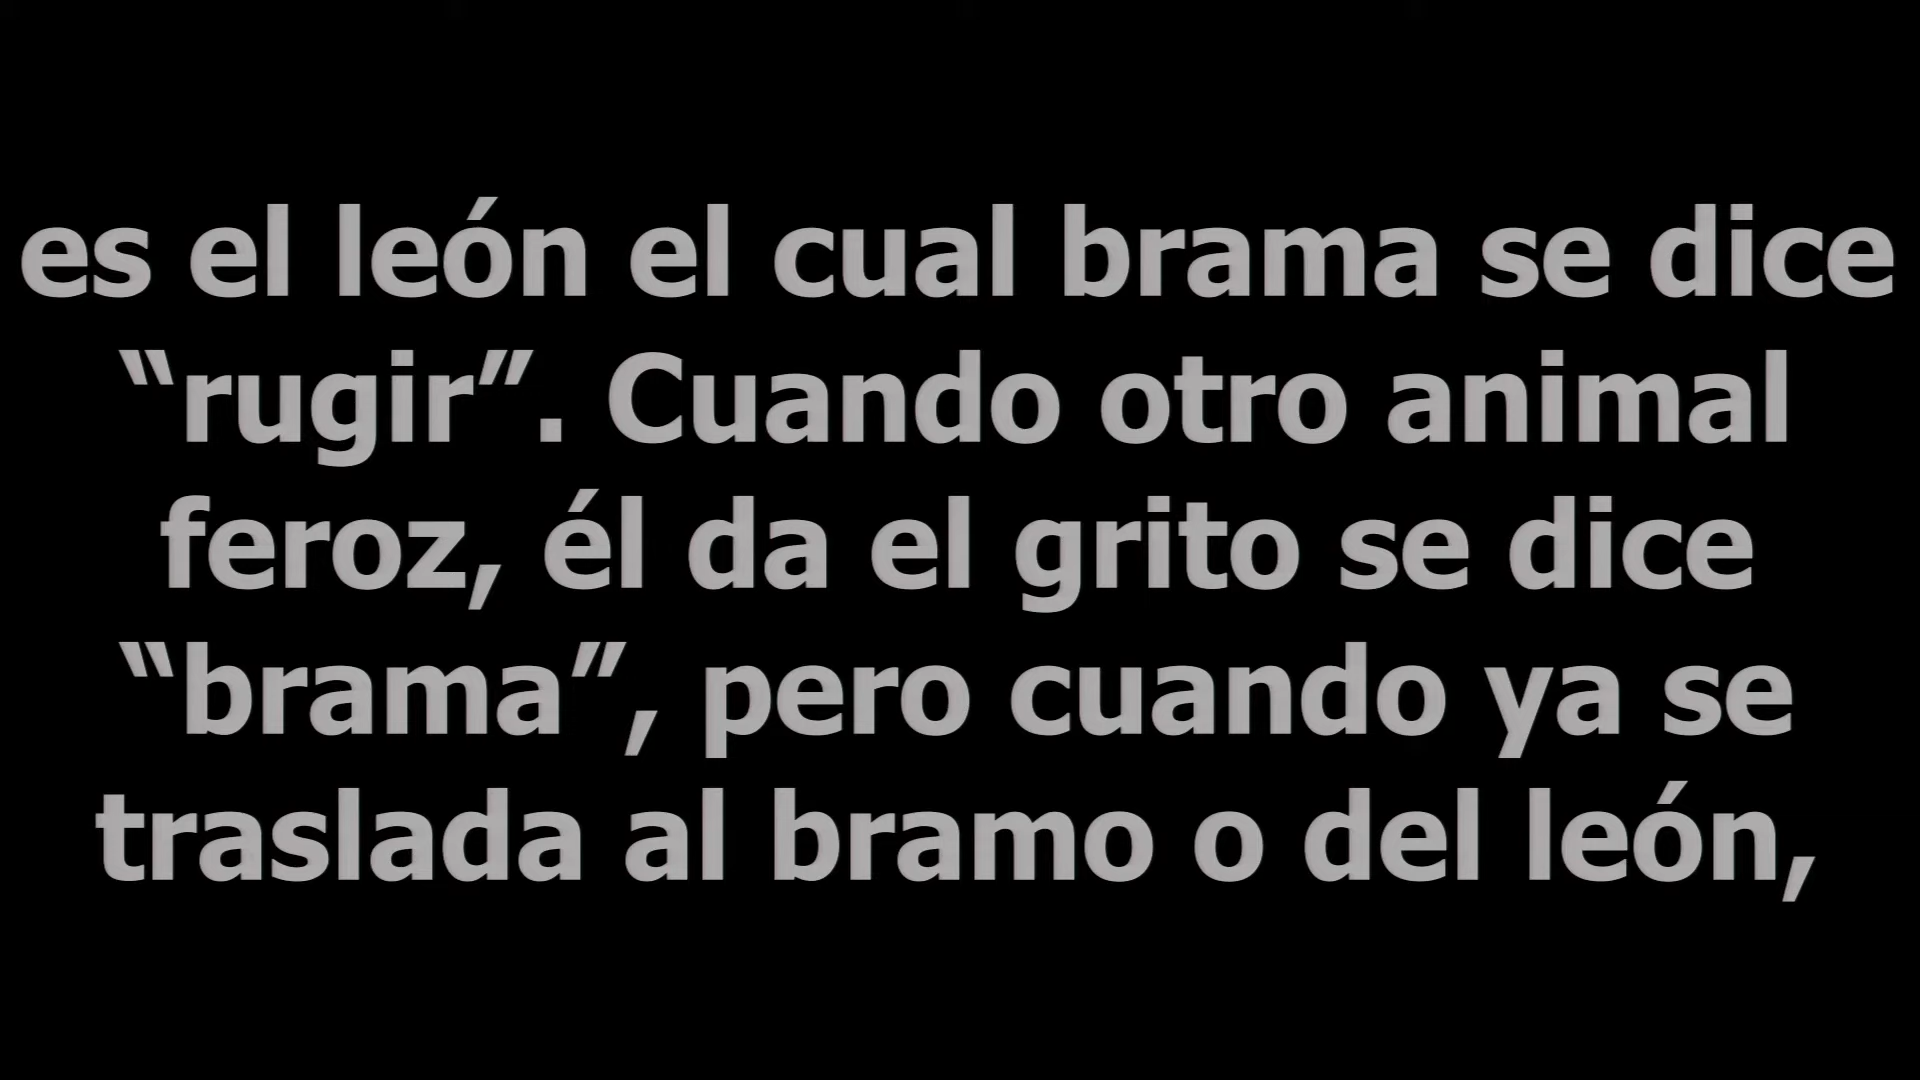 es el león el cual brama se dice
“rugir”. Cuando otro animal
feroz, él da el grito se dice
“brama”, pero cuando ya se
traslada al bramo o del león,